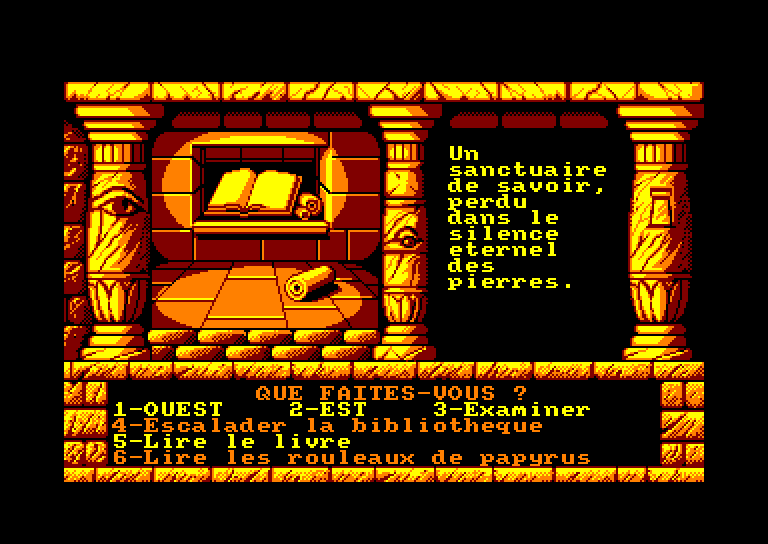 Un
sanctuaire
de savoir,
perdu
dans le
silence
eternel
des
pierres.
QUE FAITES-VOUS ?
1-OUEST 2-EST 3-Examiner
4-Escalader la bibliotheque
5-Lire le livre
6-Lire les rouleaux de papyrus